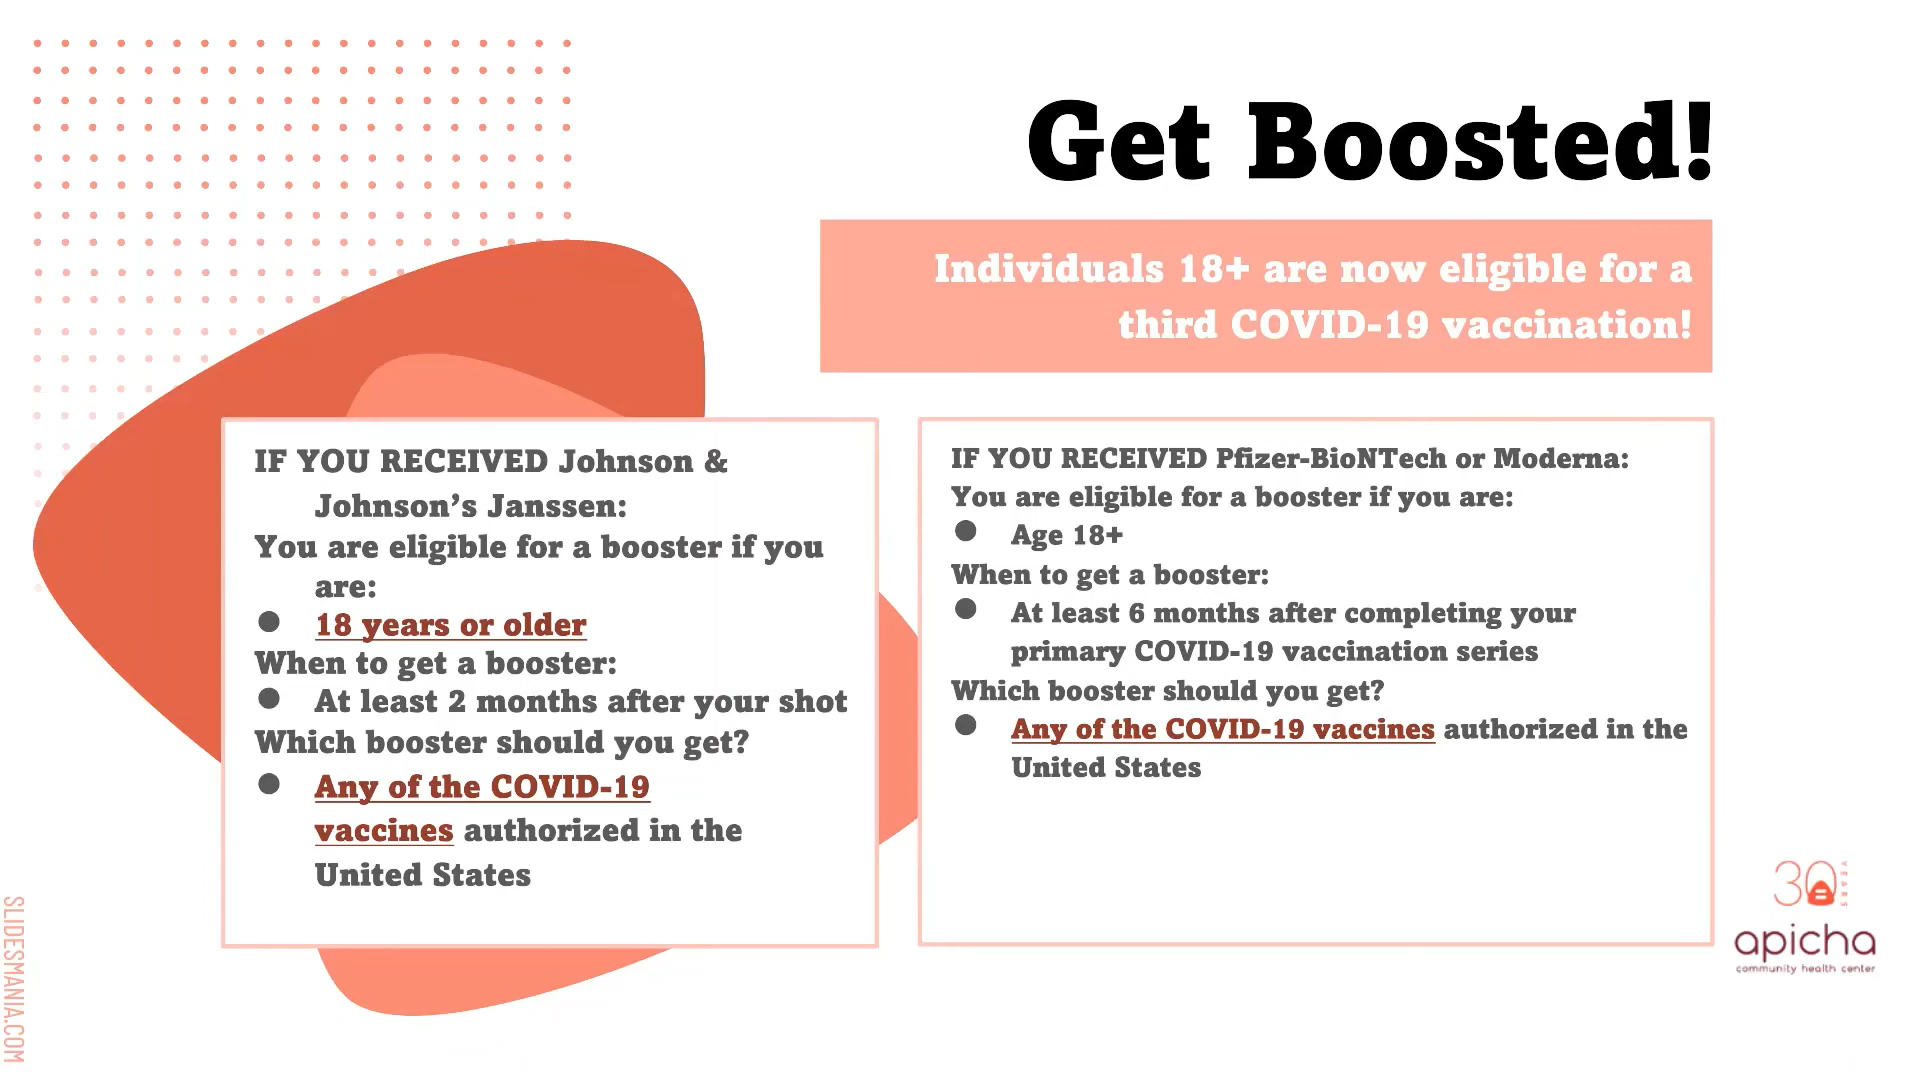 Get Boosted!
Individuals 18+ are now eligible for a
third COVID-19 vaccination!
IF YOU RECEIVED Johnson &
Johnson’s Janssen:
You are eligible for a booster if you
are:
● 18 years or older
When to get a booster:
● At least 2 months after your shot
Which booster should you get?
● Any of the COVID-19
vaccines authorized in the
United States
IF YOU RECEIVED Pfizer-BioNTech or Moderna:
You are eligible for a booster if you are:
● Age 18+
When to get a booster:
● At least 6 months after completing your
primary COVID-19 vaccination series
Which booster should you get?
● Any of the COVID-19 vaccines authorized in the
United States
30 YEARS
apicha
community health center
SLIDESMANIA.COM